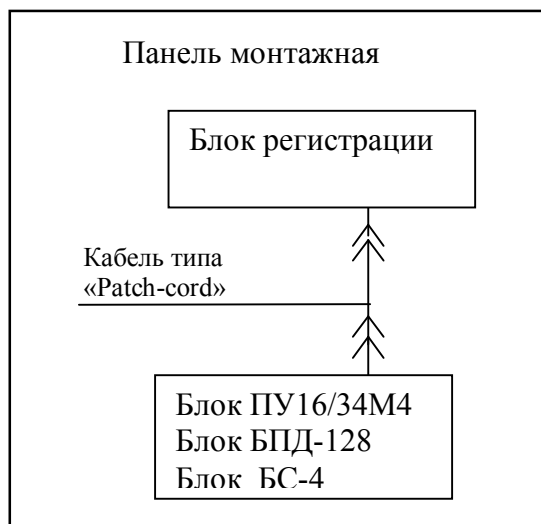 Панель монтажная
Блок регистрации
Кабель типа
«Patch-cord»
Блок ПУ16/34М4
Блок БПД-128
Блок БС-4